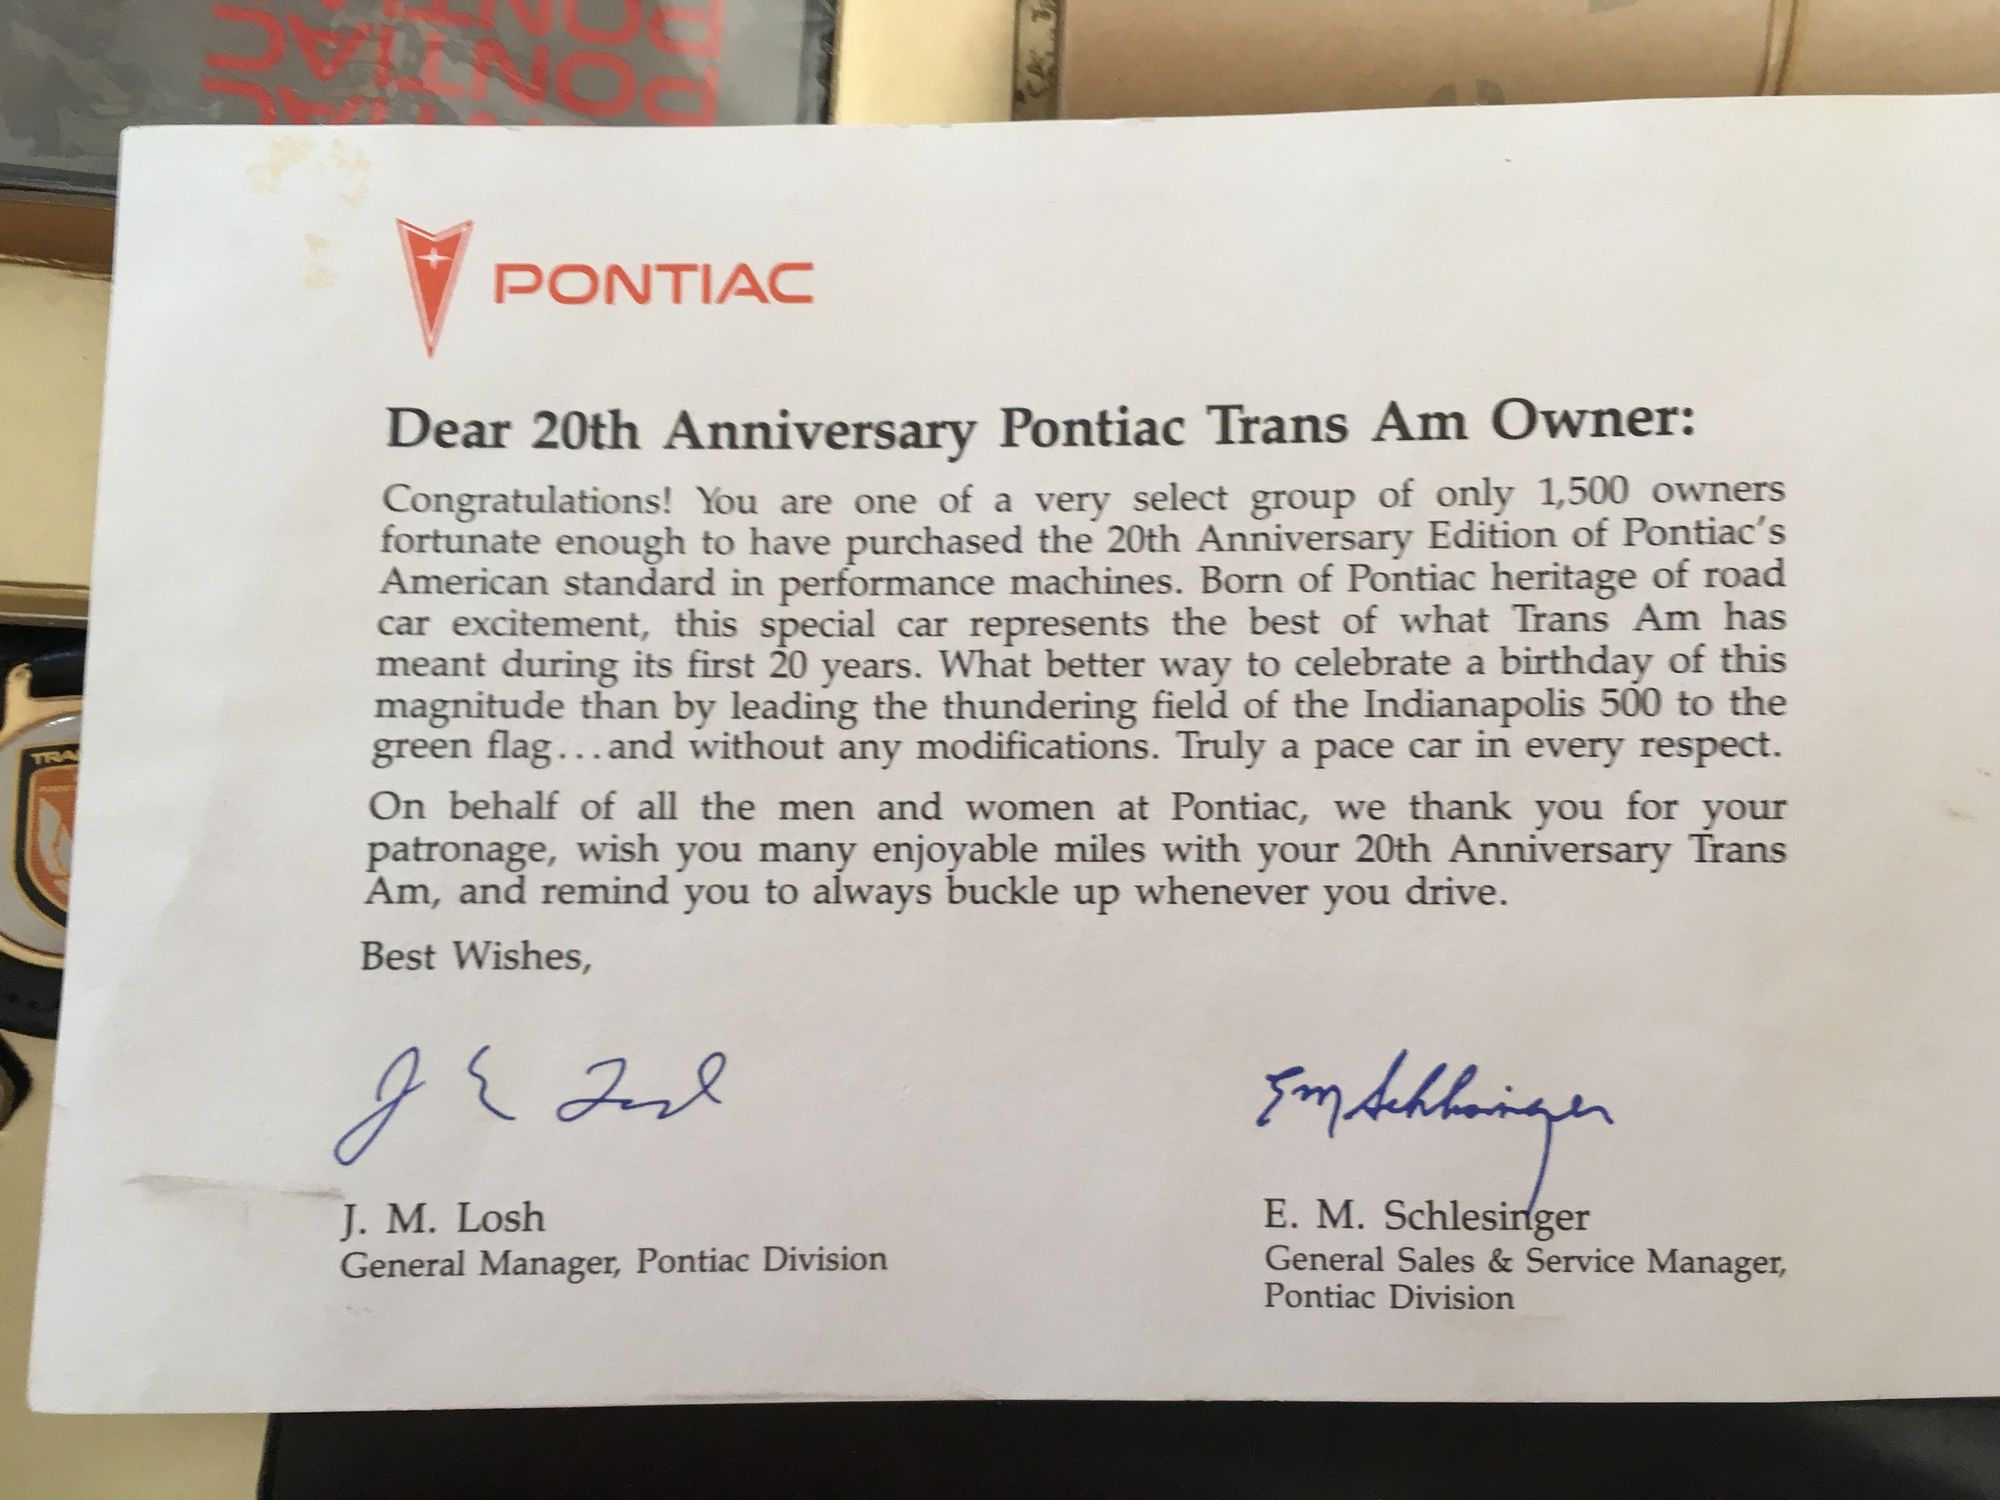 PONTIAC
PONTIAC
PONTIAC
Dear 20th Anniversary Pontiac Trans Am Owner:
Congratulations! You are one of a very select group of only 1,500 owners
fortunate enough to have purchased the 20th Anniversary Edition of Pontiac's
American standard in performance machines. Born of Pontiac heritage of road
car excitement, this special car represents the best of what Trans Am has
meant during its first 20 years. What better way to celebrate a birthday of this
magnitude than by leading the thundering field of the Indianapolis 500 to the
green flag...and without any modifications. Truly a pace car in every respect.
On behalf of all the men and women at Pontiac, we thank you for your
patronage, wish you many enjoyable miles with your 20th Anniversary Trans
Am, and remind you to always buckle up whenever you drive.
Best Wishes,
EM Schlesinger
J. M. Losh
General Manager, Pontiac Division
E. M. Schlesinger
General Sales & Service Manager,
Pontiac Division